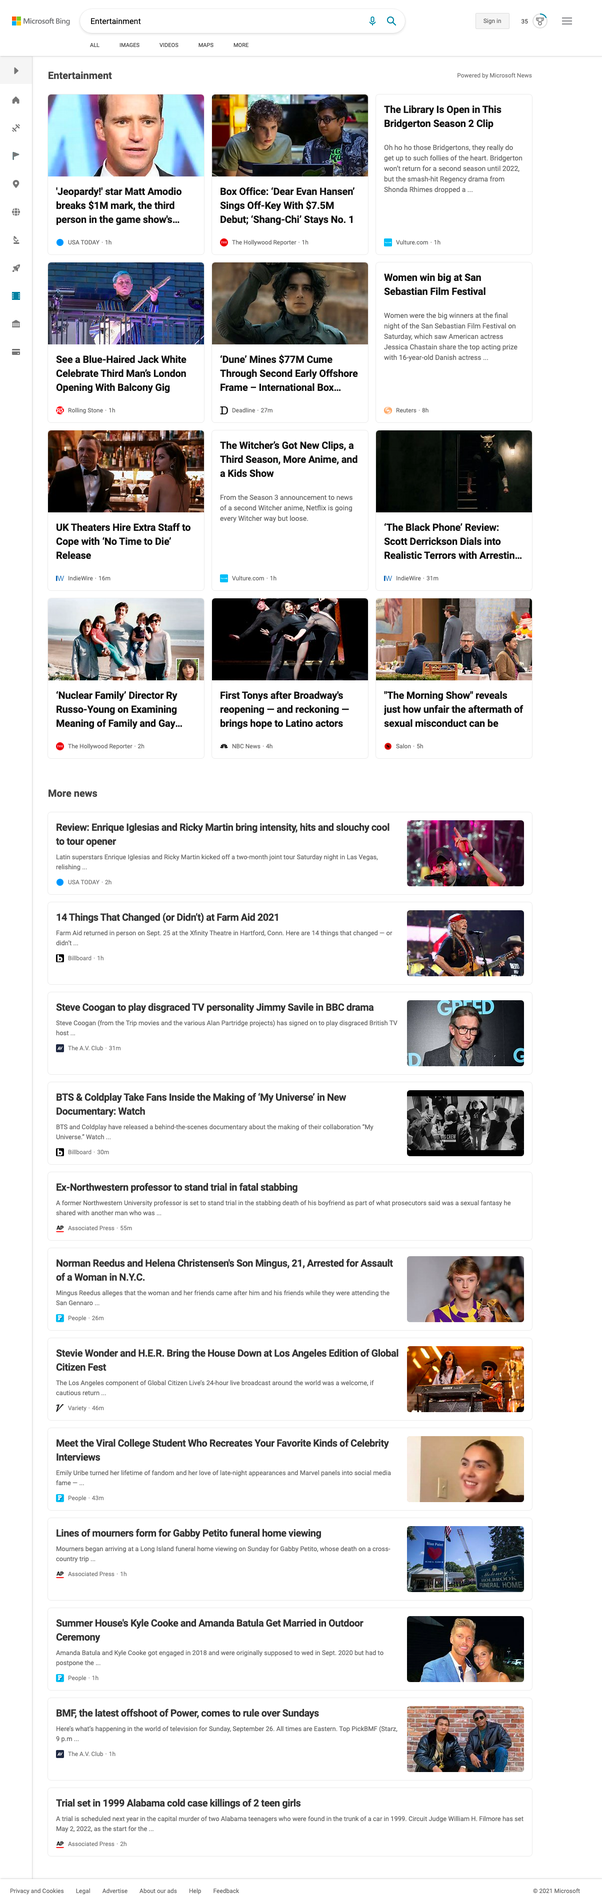 Microsoft Bing
Entertainment
Sign in
35
ALL IMAGES VIDEOS MAPS MORE
Entertainment
Powered by Microsoft News
'Jeopardy!' star Matt Amodio
breaks $1M mark, the third
person in the game show's...
USA TODAY · 1h
Box Office: ‘Dear Evan Hansen’
Sings Off-Key With $7.5M
Debut; ‘Shang-Chi’ Stays No. 1
The Hollywood Reporter · 1h
The Library Is Open in This
Bridgerton Season 2 Clip
Oh ho ho those Bridgertons, they really do
get up to such follies of the heart. Bridgerton
won't return for a second season until 2022,
but the smash-hit Regency drama from
Shonda Rhimes dropped a ...
Vulture.com · 1h
See a Blue-Haired Jack White
Celebrate Third Man's London
Opening With Balcony Gig
Rolling Stone · 1h
‘Dune’ Mines $77M Cume
Through Second Early Offshore
Frame – International Box...
Deadline · 27m
Women win big at San
Sebastian Film Festival
Women were the big winners at the final
night of the San Sebastian Film Festival on
Saturday, which saw American actress
Jessica Chastain share the top acting prize
with 16-year-old Danish actress ...
Reuters · 8h
UK Theaters Hire Extra Staff to
Cope with ‘No Time to Die’
Release
IndieWire · 16m
The Witcher's Got New Clips, a
Third Season, More Anime, and
a Kids Show
From the Season 3 announcement to news
of a second Witcher anime, Netflix is going
every Witcher way but loose.
Vulture.com · 1h
‘The Black Phone’ Review:
Scott Derrickson Dials into
Realistic Terrors with Arrestin...
IndieWire · 31m
‘Nuclear Family’ Director Ry
Russo-Young on Examining
Meaning of Family and Gay...
The Hollywood Reporter · 2h
First Tonys after Broadway's
reopening — and reckoning —
brings hope to Latino actors
NBC News · 4h
"The Morning Show" reveals
just how unfair the aftermath of
sexual misconduct can be
Salon · 5h
More news
Review: Enrique Iglesias and Ricky Martin bring intensity, hits and slouchy cool
to tour opener
Latin superstars Enrique Iglesias and Ricky Martin kicked off a two-month joint tour Saturday night in Las Vegas,
relishing ...
USA TODAY · 2h
14 Things That Changed (or Didn't) at Farm Aid 2021
Farm Aid returned in person on Sept. 25 at the Xfinity Theatre in Hartford, Conn. Here are 14 things that changed — or
didn't ...
Billboard · 1h
Steve Coogan to play disgraced TV personality Jimmy Savile in BBC drama
Steve Coogan (from the Trip movies and the various Alan Partridge projects) has signed on to play disgraced British TV
host ...
The A.V. Club · 31m
GREED
BTS & Coldplay Take Fans Inside the Making of ‘My Universe’ in New
Documentary: Watch
BTS and Coldplay have released a behind-the-scenes documentary about the making of their collaboration "My
Universe." Watch ...
Billboard · 30m
Ex-Northwestern professor to stand trial in fatal stabbing
A former Northwestern University professor is set to stand trial in the stabbing death of his boyfriend as part of what prosecutors said was a sexual fantasy he
shared with another man who was ...
AP Associated Press · 55m
Norman Reedus and Helena Christensen's Son Mingus, 21, Arrested for Assault
of a Woman in N.Y.C.
Mingus Reedus alleges that the woman and her friends came after him and his friends while they were attending the
San Gennaro ...
People · 26m
Stevie Wonder and H.E.R. Bring the House Down at Los Angeles Edition of Global
Citizen Fest
The Los Angeles component of Global Citizen Live's 24-hour live broadcast around the world was a welcome, if
cautious return ...
Variety · 46m
Meet the Viral College Student Who Recreates Your Favorite Kinds of Celebrity
Interviews
Emily Uribe turned her lifetime of fandom and her love of late-night appearances and Marvel panels into social media
fame — ...
People · 43m
Lines of mourners form for Gabby Petito funeral home viewing
Mourners began arriving at a Long Island funeral home viewing on Sunday for Gabby Petito, whose death on a cross-
country trip ...
AP Associated Press · 1h
FUNERAL HOME
Summer House's Kyle Cooke and Amanda Batula Get Married in Outdoor
Ceremony
Amanda Batula and Kyle Cooke got engaged in 2018 and were originally supposed to wed in Sept. 2020 but had to
postpone the ...
People · 1h
BMF, the latest offshoot of Power, comes to rule over Sundays
Here's what's happening in the world of television for Sunday, September 26. All times are Eastern. Top PickBMF (Starz,
9 p.m ...
The A.V. Club · 1h
Trial set in 1999 Alabama cold case killings of 2 teen girls
A trial is scheduled next year in the capital murder of two Alabama teenagers who were found in the trunk of a car in 1999. Circuit Judge William H. Filmore has set
May 2, 2022, as the start for the ...
AP Associated Press · 2h
Privacy and Cookies Legal Advertise About our ads Help Feedback
© 2021 Microsoft